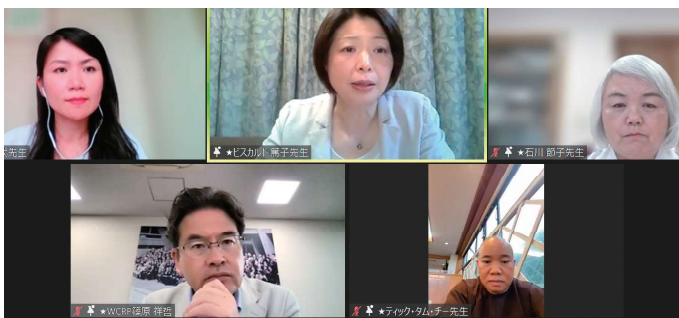 先生
★ビスカルト 篤子先生
★石川 節子先生
★WCRP篠原 祥哲
★ティック・タム・チー先生